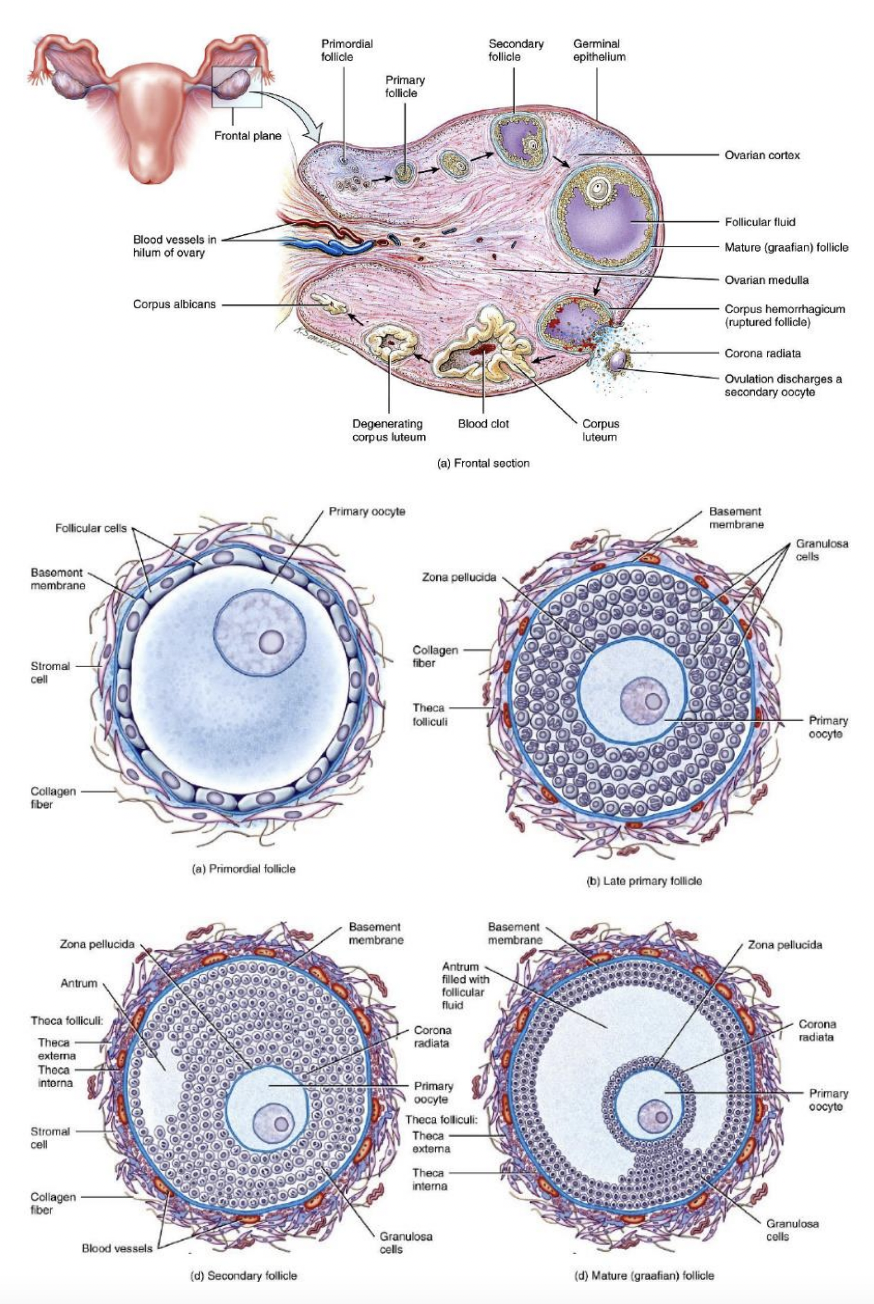 Primordial
follicle
Primary
follicle
Secondary
follicle
Germinal
epithelium
Frontal plane
Ovarian cortex
Follicular fluid
Mature (graafian) follicle
Ovarian medulla
Corpus hemorrhagicum
(ruptured follicle)
Corona radiata
Ovulation discharges a
secondary oocyte
Blood vessels in
hilum of ovary
Corpus albicans
Degenerating
corpus luteum
Blood clot
Corpus
luteum
(a) Frontal section
Follicular cells
Primary oocyte
Basement
membrane
Stromal
cell
Collagen
fiber
(a) Primordial follicle
Basement
membrane
Granulosa
cells
Zona pellucida
Collagen
fiber
Theca
folliculi
Primary
oocyte
(b) Late primary follicle
Zona pellucida
Basement
membrane
Antrum
Theca folliculi:
Theca
externa
Theca
interna
Corona
radiata
Primary
oocyte
Stromal
cell
Collagen
fiber
Blood vessels
Granulosa
cells
(d) Secondary follicle
Basement
membrane
Zona pellucida
Antrum
filled with
follicular
fluid
Corona
radiata
Primary
oocyte
Theca folliculi:
Theca
externa
Theca
interna
Granulosa
cells
(d) Mature (graafian) follicle